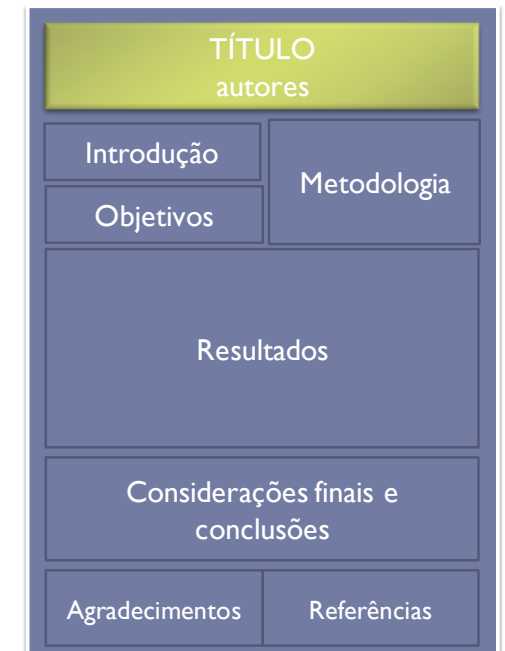 TÍTULO
autores
Introdução
Objetivos
Metodologia
Resultados
Considerações finais e
conclusões
Agradecimentos
Referências